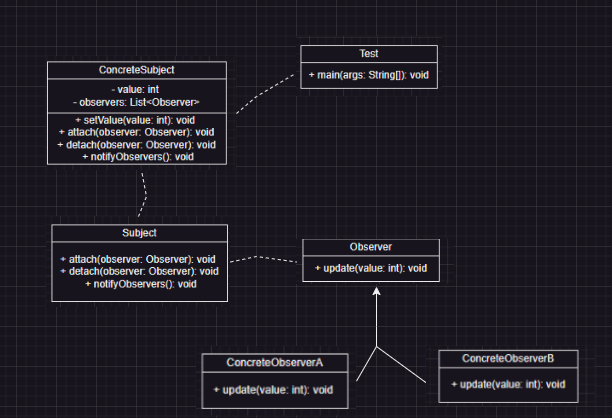 ConcreteSubject
- value: int
- observers: List<Observer>
+ setValue(value: int): void
+ attach(observer: Observer): void
+ detach(observer: Observer): void
+ notifyObservers(): void
Test
+ main(args: String[]): void
Subject
+ attach(observer: Observer): void
+ detach(observer: Observer): void
+ notifyObservers(): void
Observer
+ update(value: int): void
ConcreteObserverA
+ update(value: int): void
ConcreteObserverB
+ update(value: int): void